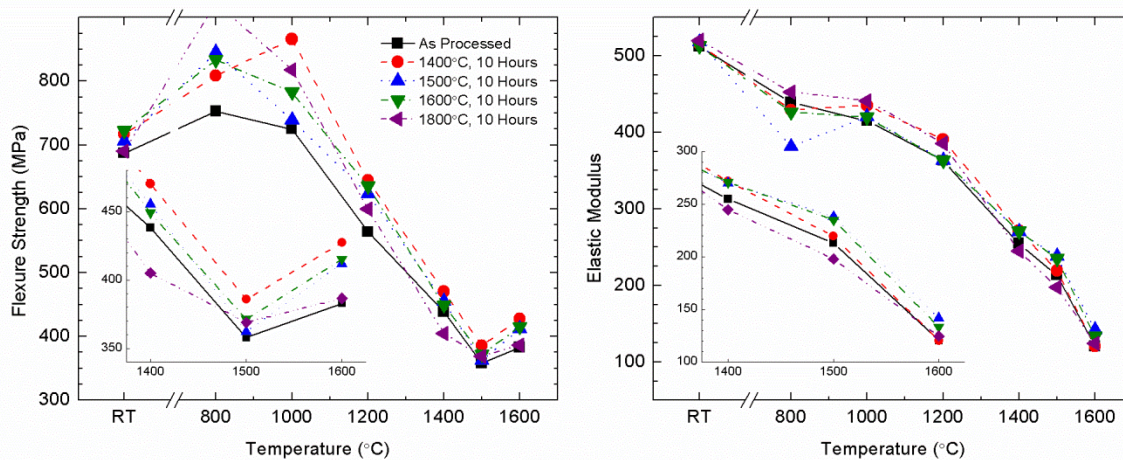 Flexure Strength (MPa)
800
700
600
500
400
300
As Processed
1400°C, 10 Hours
1500°C, 10 Hours
1600°C, 10 Hours
1800°C, 10 Hours
450
400
350
1400 1500 1600
RT 800 1000 1200 1400 1600
Temperature (°C)
Elastic Modulus
500
400
300
200
100
300
250
200
150
100
1400 1500 1600
RT 800 1000 1200 1400 1600
Temperature (°C)